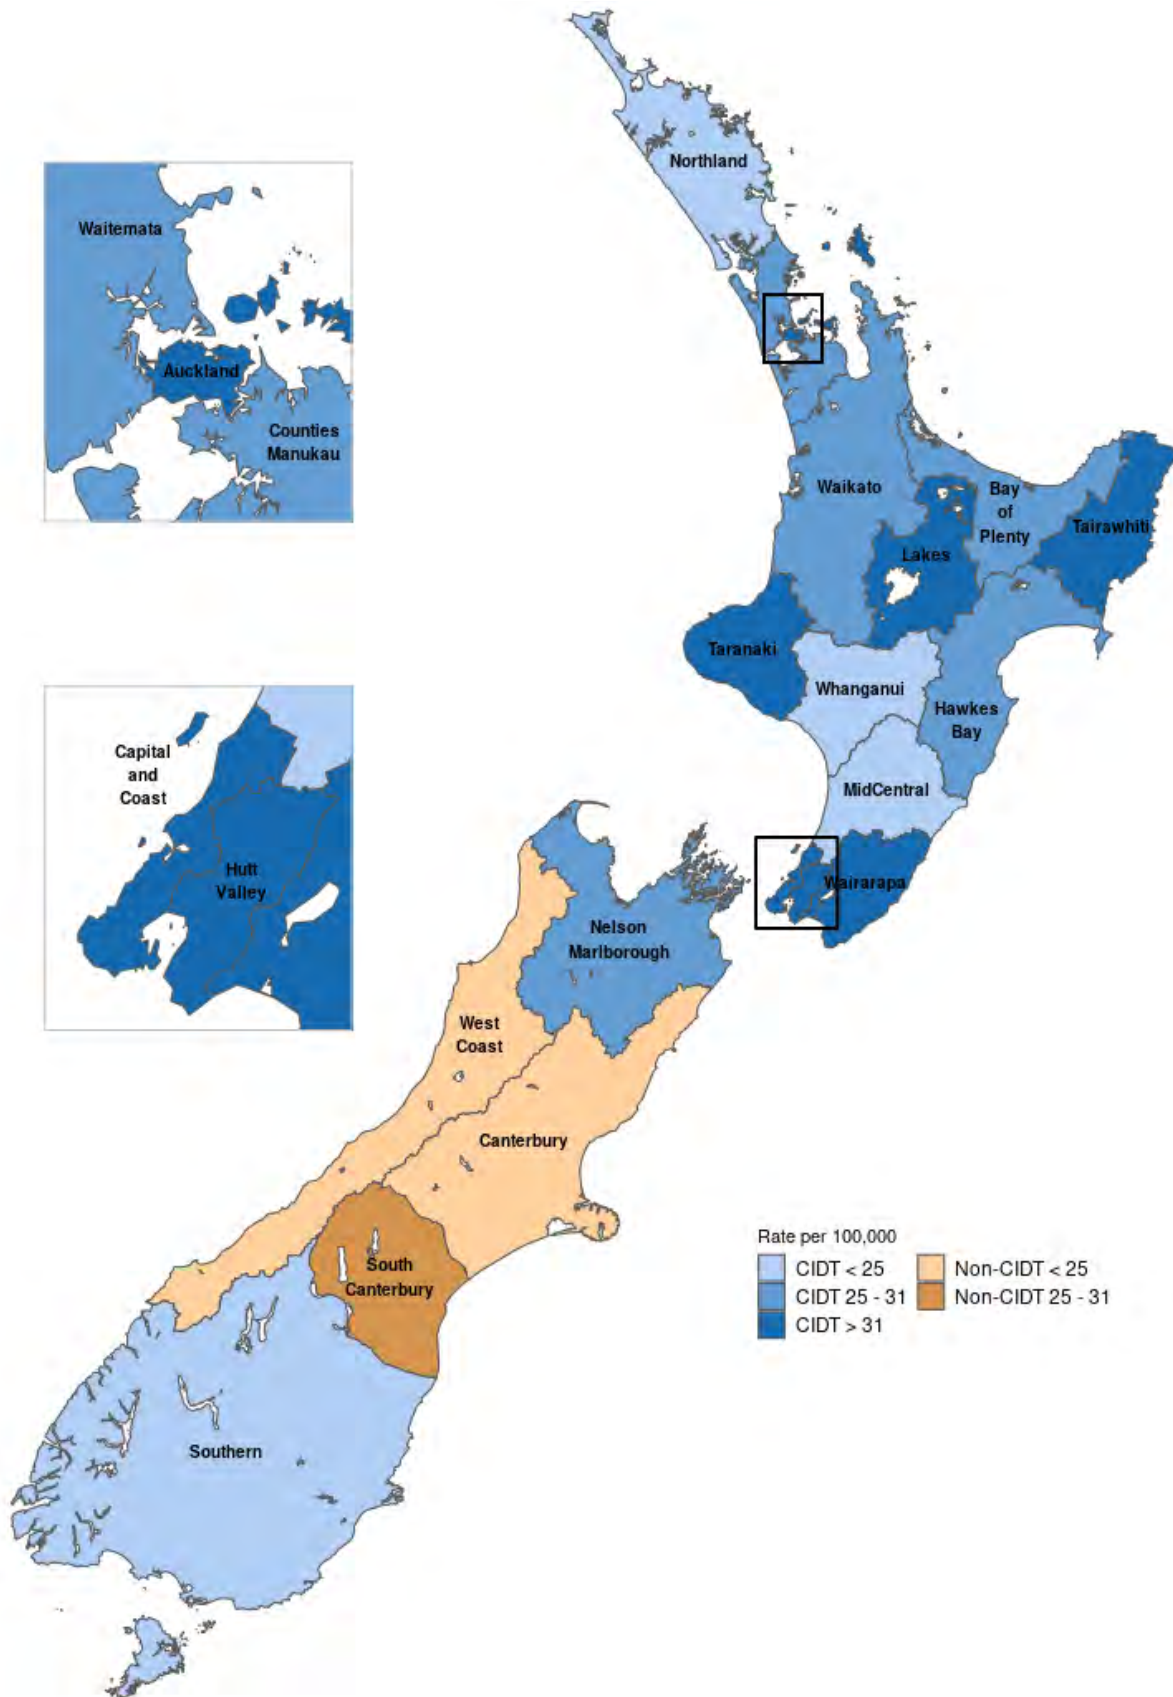 Northland
Waitemata
Auckland
Counties
Manukau
Waikato
Bay
of
Plenty
Tairawhiti
Lakes
Taranaki
Whanganui
Hawkes
Bay
MidCentral
Wairarapa
Capital
and
Coast
Hutt
Valley
Nelson
Marlborough
West
Coast
Canterbury
South
Canterbury
Southern
Rate per 100,000
CIDT < 25
CIDT 25 - 31
CIDT > 31
Non-CIDT < 25
Non-CIDT 25 - 31